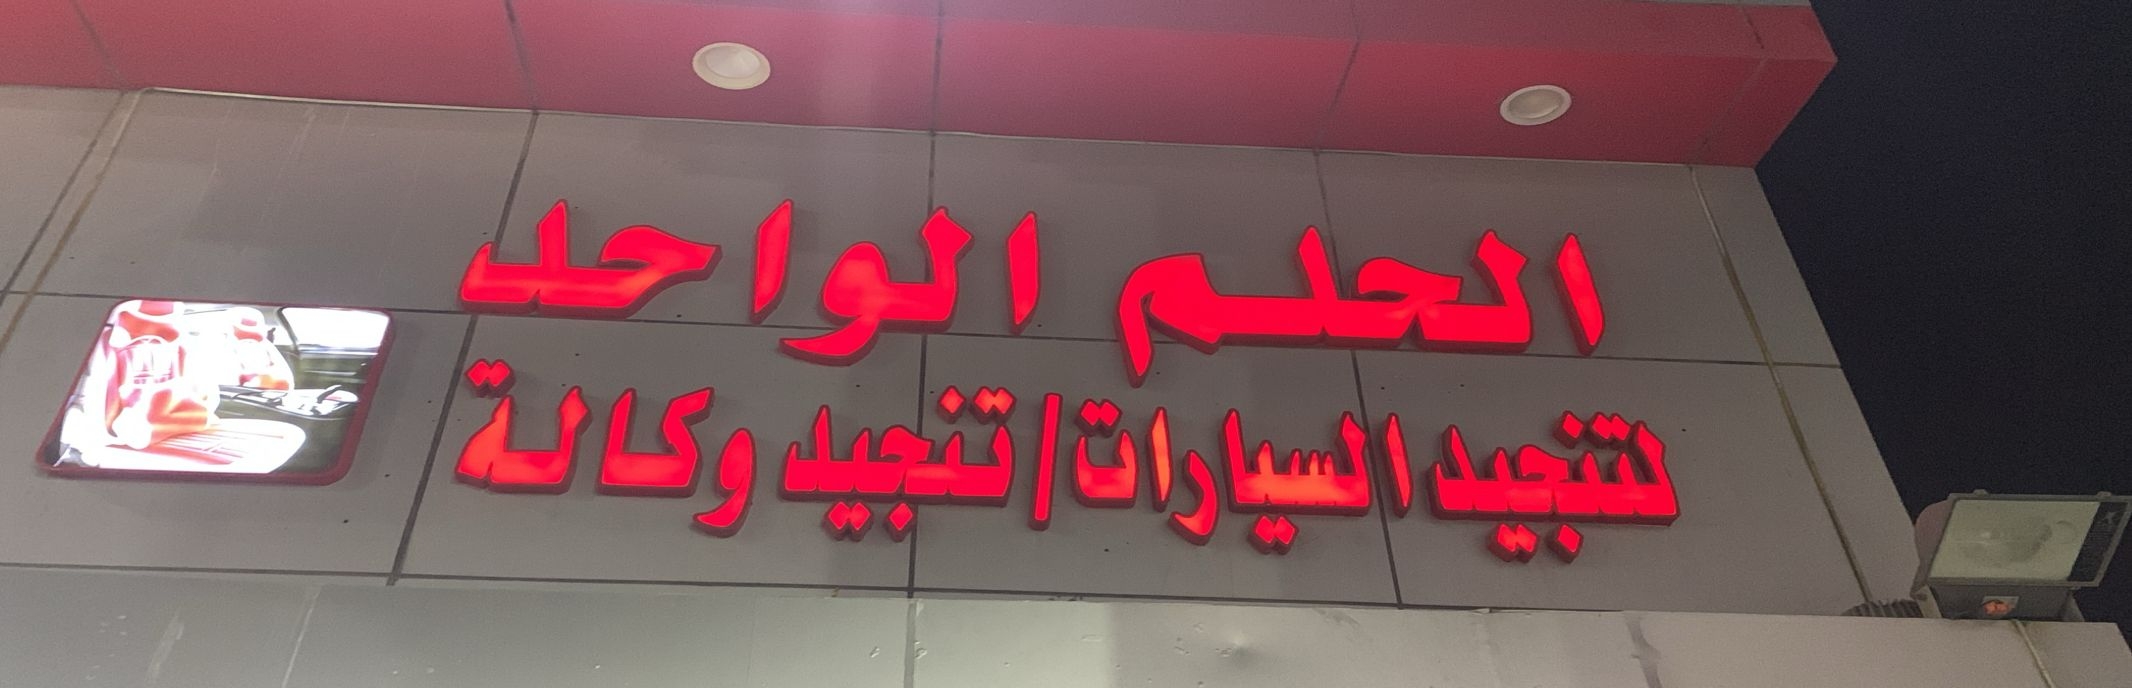 الحلم الواحد
لتنجيد السيارات / تنجيد وكالة